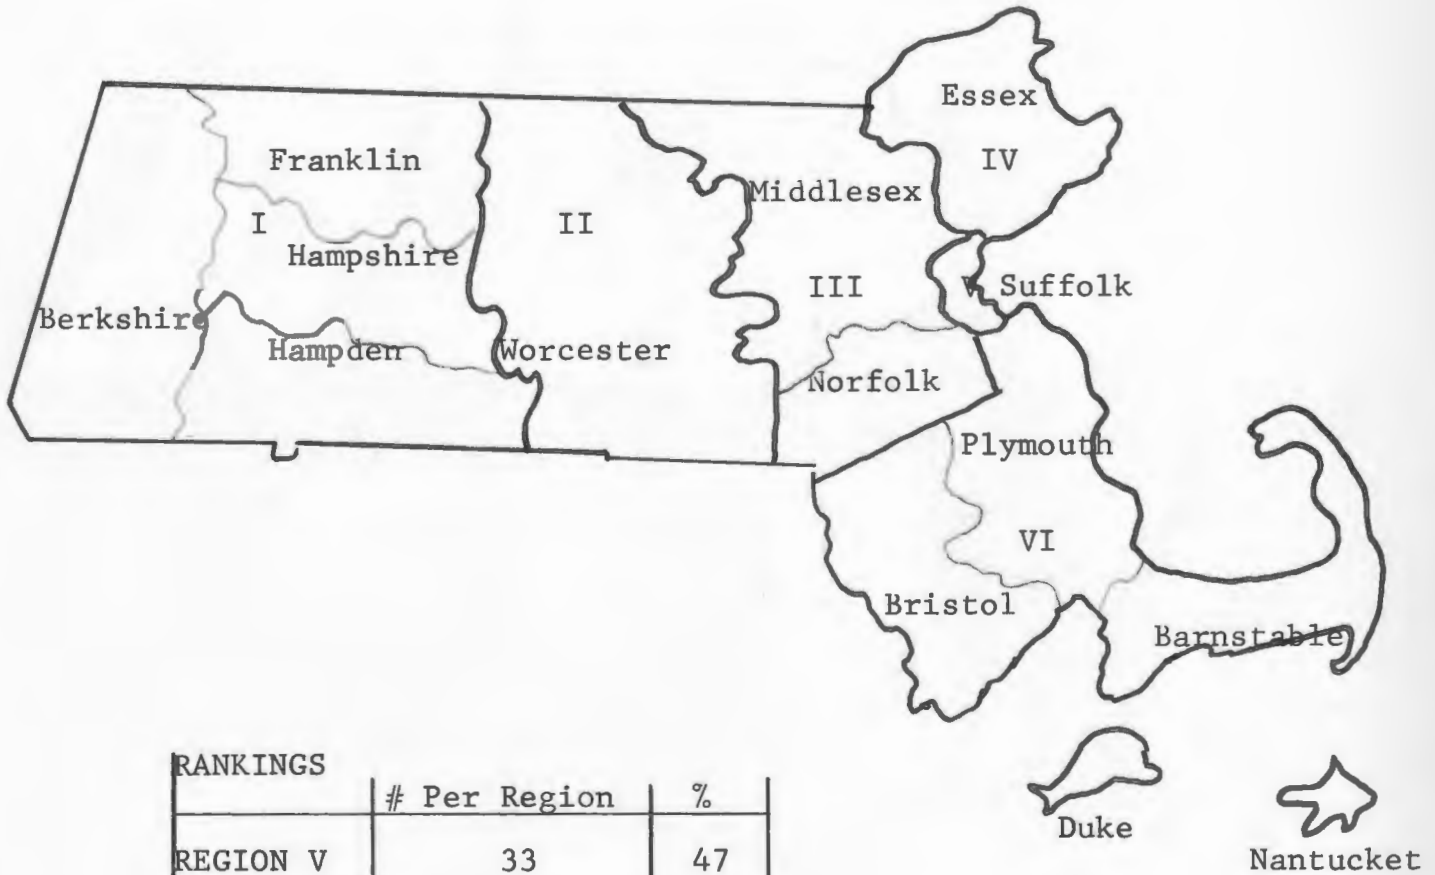 Essex
IV
Franklin
Middlesex
I
II
Hampshire
III
V Suffolk
Berkshire
Hampden
Worcester
Norfolk
Plymouth
VI
Bristol
Barnstable
RANKINGS
# Per Region %
Duke
REGION V 33 47
Nantucket